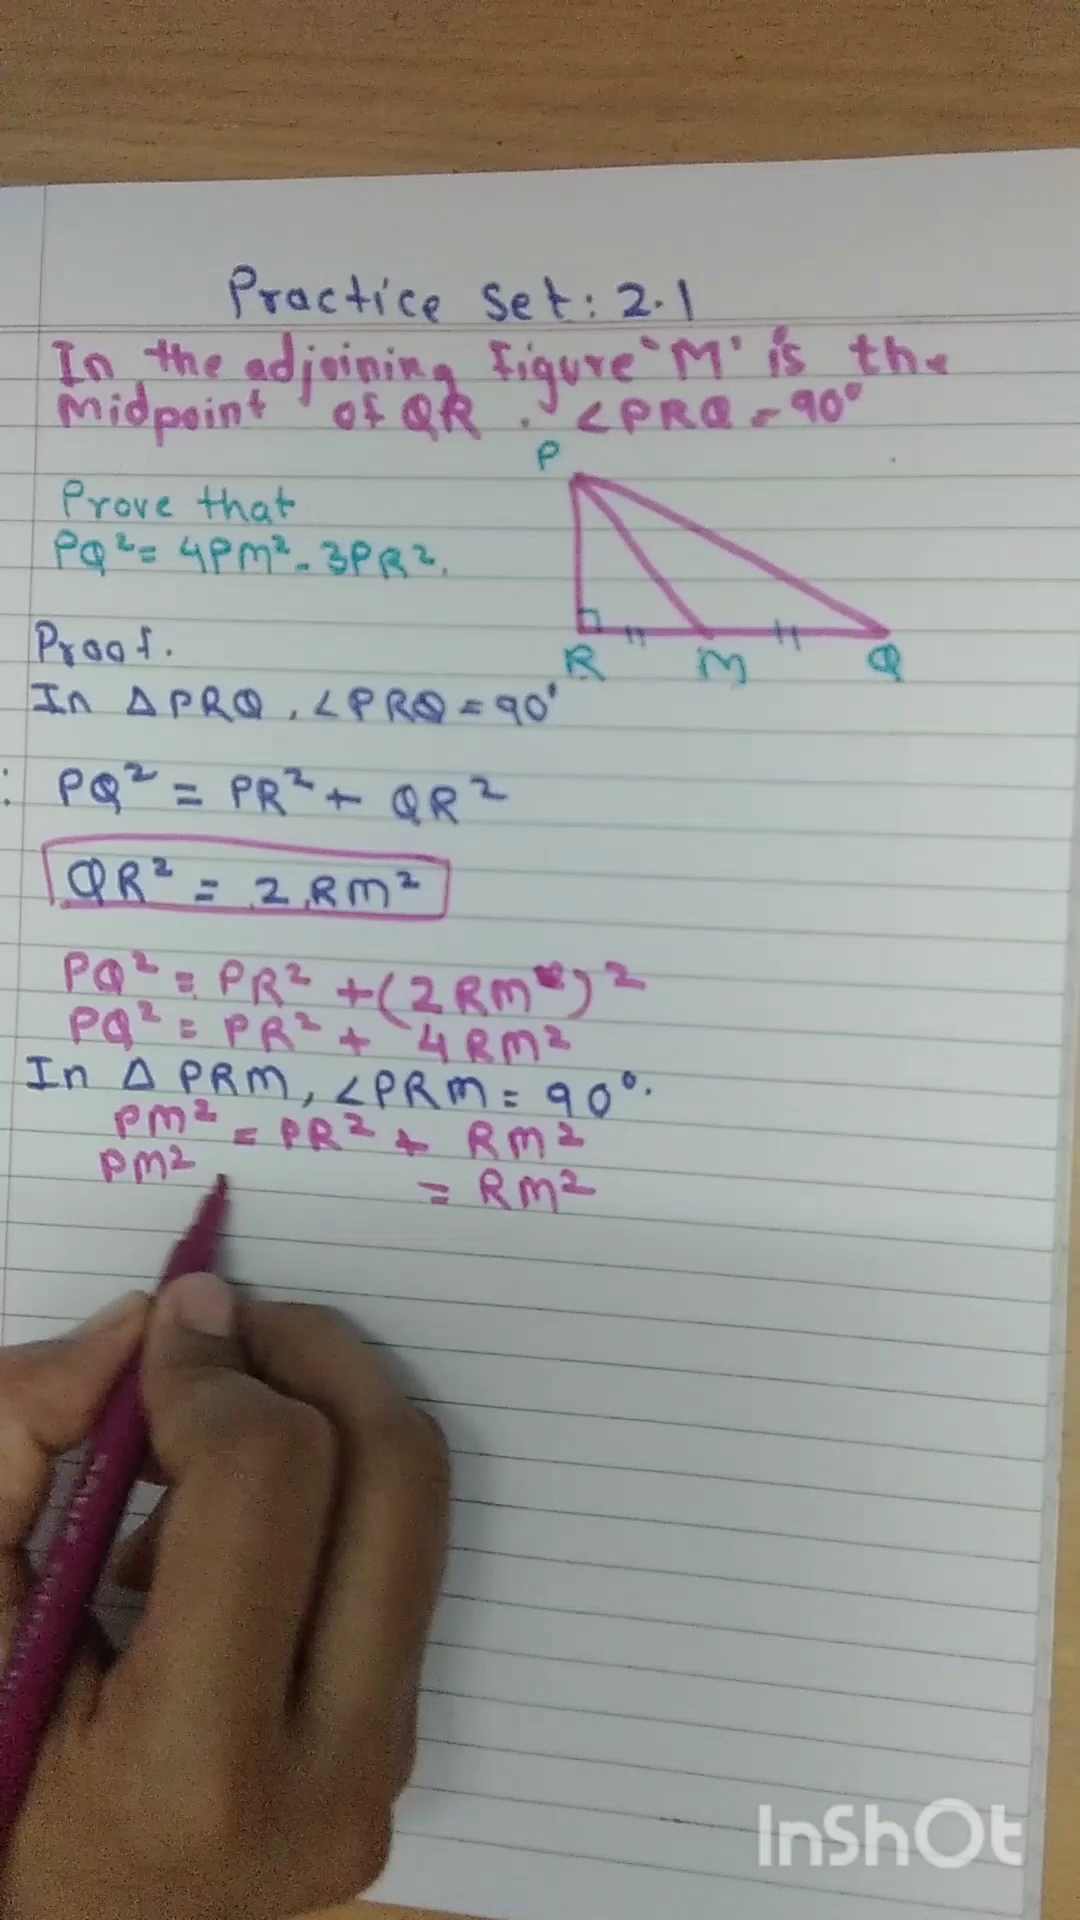 Practice Set: 2.1
In the adjoining figure 'M' is the
midpoint of QR. ∠PRQ = 90°
Prove that
PQ² = 4PM² - 3PR².
P
R M Q
Proof.
In △PRQ, ∠PRQ = 90°
: PQ² = PR² + QR²
QR² = 2RM²
PQ² = PR² + (2RM)²
PQ² = PR² + 4RM²
In △ PRM, ∠PRM = 90°.
PM² = PR² + RM²
PM² = RM²
InShOt